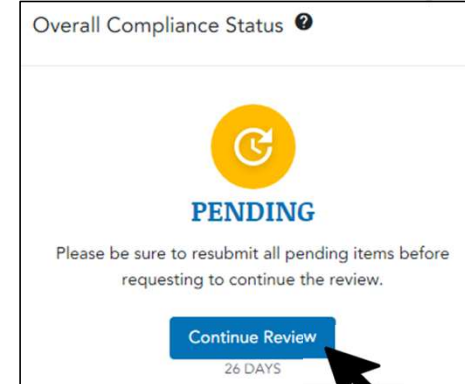 Overall Compliance Status ?
PENDING
Please be sure to resubmit all pending items before
requesting to continue the review.
Continue Review
26 DAYS